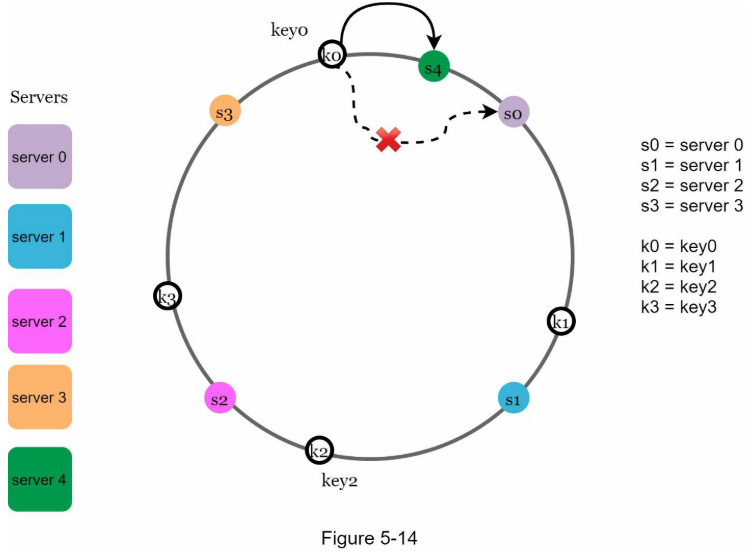 key0
k0
s4
s3
s0
Servers
server 0
server 1
server 2
server 3
server 4
k3
k1
s2
s1
k2
key2
s0 = server 0
s1 = server 1
s2 = server 2
s3 = server 3
k0 = key0
k1 = key1
k2 = key2
k3 = key3
Figure 5-14